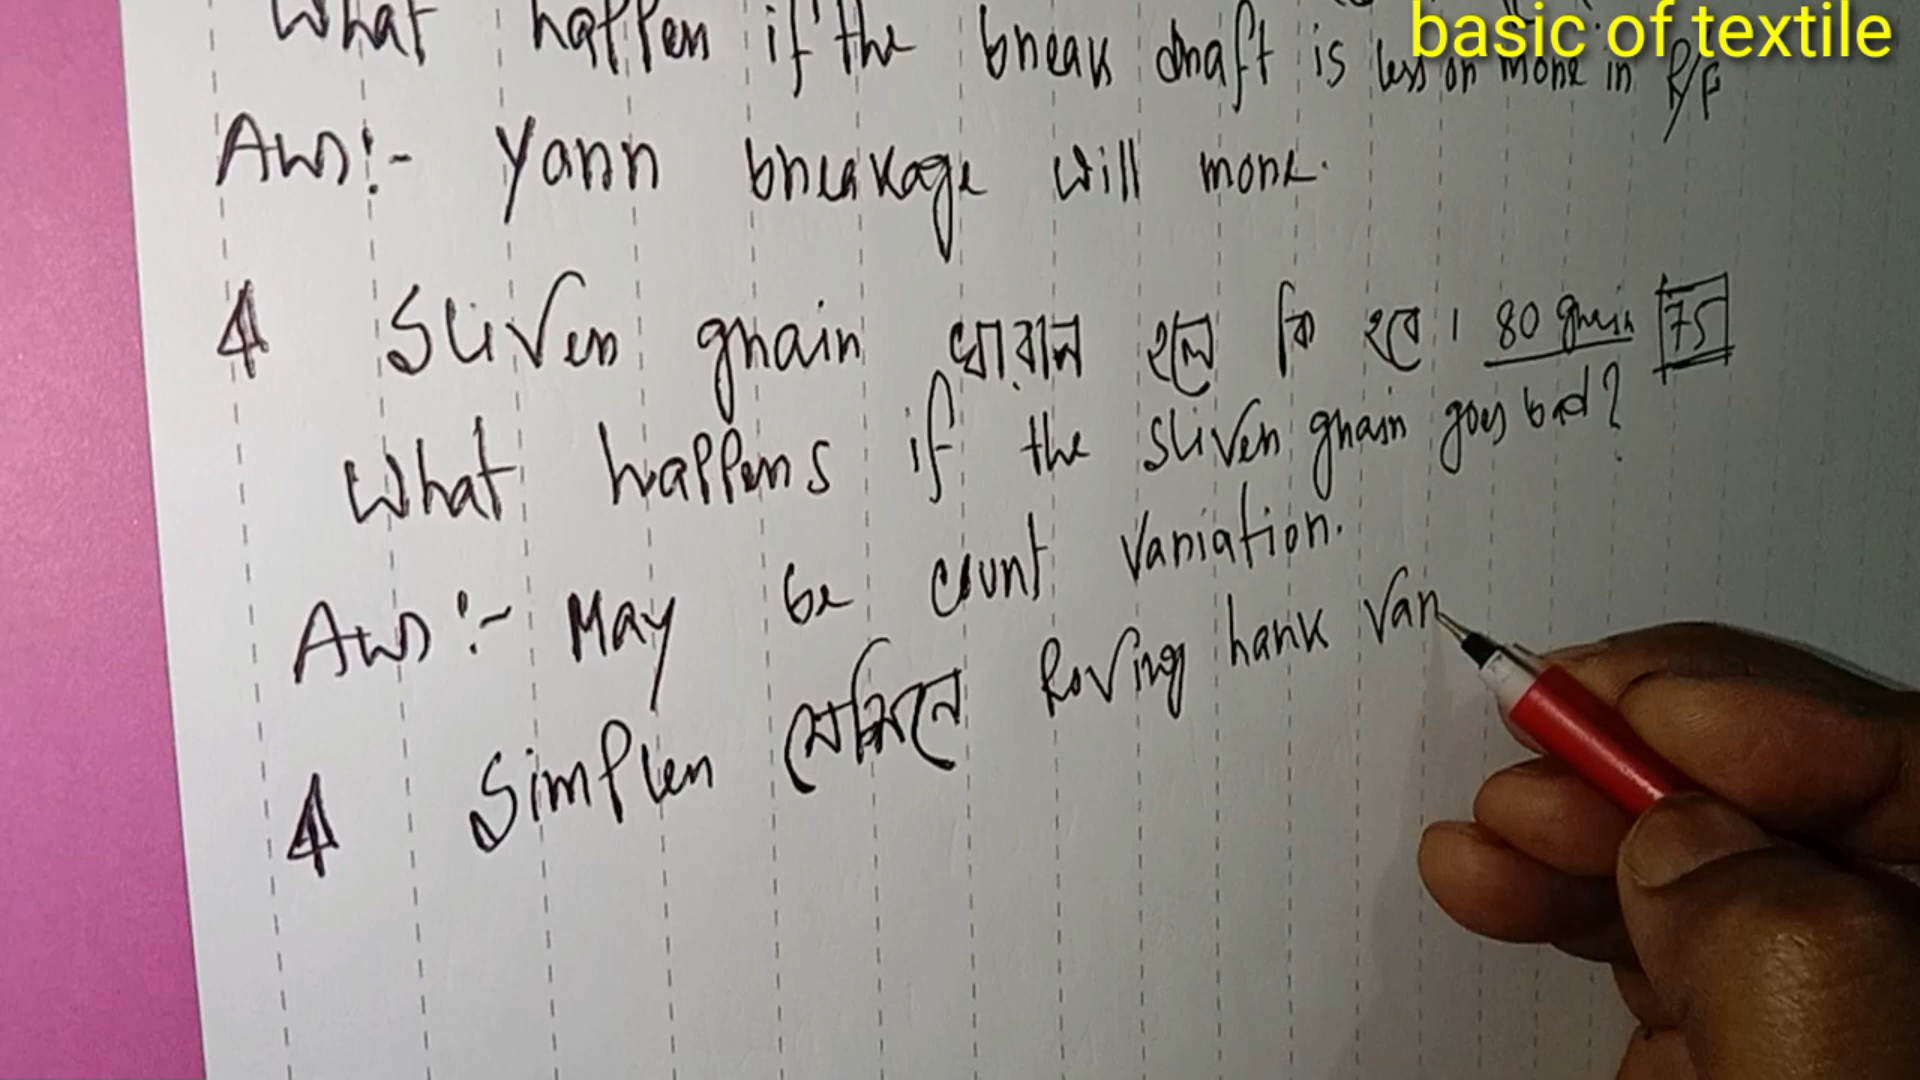 basic of textile
What happen if the break draft is less or more in R/F
Ans:- Yarn breakage will more.
Sliver grain খারাপ হলে কি হবে। 80 grain 75
What happens if the sliver grain goes bad?
Ans:- May be count variation.
Simplex মেশিনে Roving hank Var